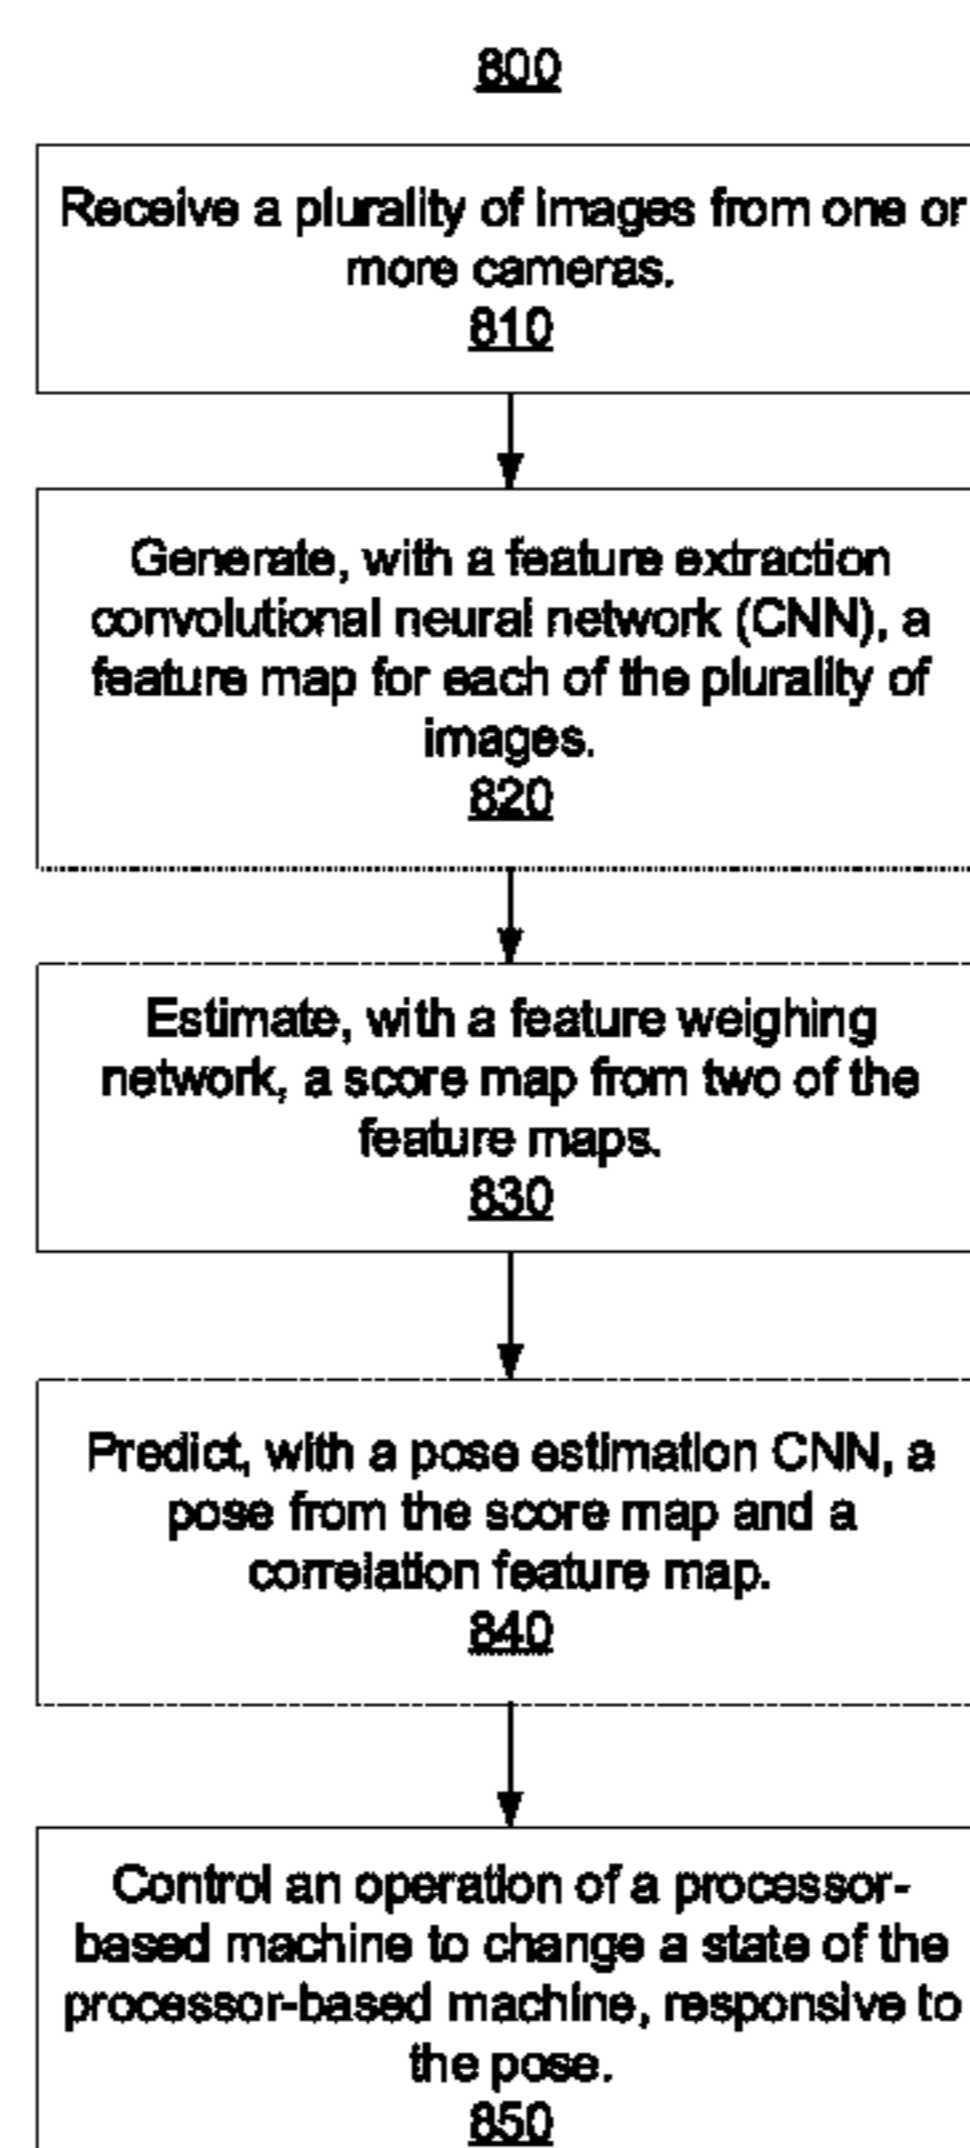 800
Receive a plurality of images from one or
more cameras.
810
Generate, with a feature extraction
convolutional neural network (CNN), a
feature map for each of the plurality of
images.
820
Estimate, with a feature weighing
network, a score map from two of the
feature maps.
830
Predict, with a pose estimation CNN, a
pose from the score map and a
correlation feature map.
840
Control an operation of a processor-
based machine to change a state of the
processor-based machine, responsive to
the pose.
850